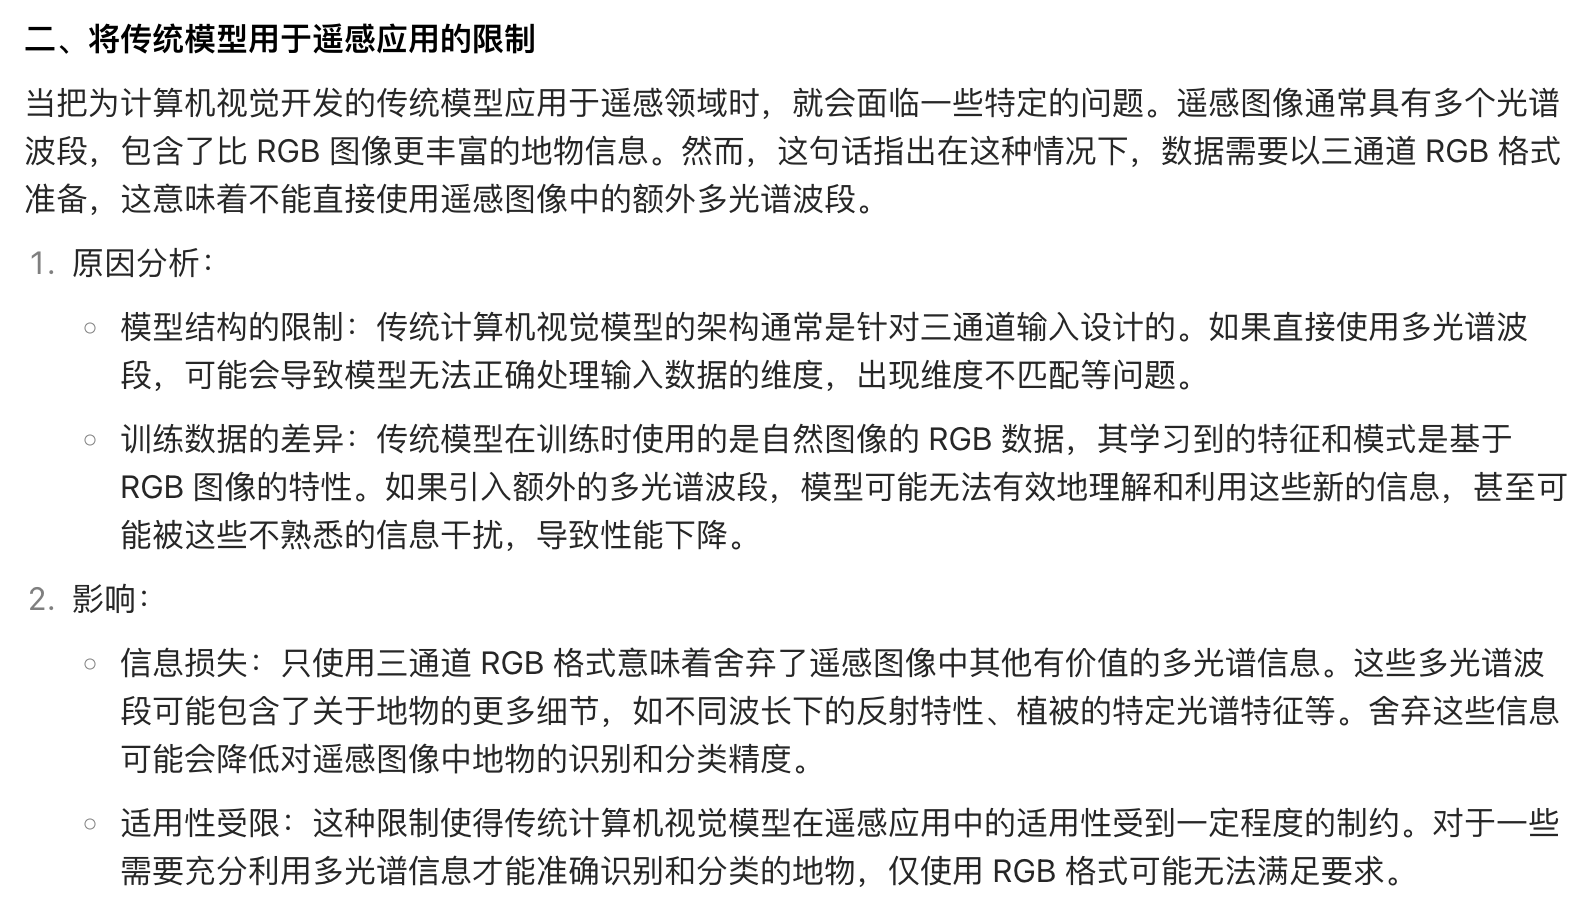 二、将传统模型用于遥感应用的限制
当把为计算机视觉开发的传统模型应用于遥感领域时，就会面临一些特定的问题。遥感图像通常具有多个光谱
波段，包含了比 RGB 图像更丰富的地物信息。然而，这句话指出在这种情况下，数据需要以三通道 RGB 格式
准备，这意味着不能直接使用遥感图像中的额外多光谱波段。
1. 原因分析：
○ 模型结构的限制：传统计算机视觉模型的架构通常是针对三通道输入设计的。如果直接使用多光谱波
段，可能会导致模型无法正确处理输入数据的维度，出现维度不匹配等问题。
○ 训练数据的差异：传统模型在训练时使用的是自然图像的 RGB 数据，其学习到的特征和模式是基于
RGB 图像的特性。如果引入额外的多光谱波段，模型可能无法有效地理解和利用这些新的信息，甚至可
能被这些不熟悉的信息干扰，导致性能下降。
2. 影响：
○ 信息损失：只使用三通道 RGB 格式意味着舍弃了遥感图像中其他有价值的多光谱信息。这些多光谱波
段可能包含了关于地物的更多细节，如不同波长下的反射特性、植被的特定光谱特征等。舍弃这些信息
可能会降低对遥感图像中地物的识别和分类精度。
○ 适用性受限：这种限制使得传统计算机视觉模型在遥感应用中的适用性受到一定程度的制约。对于一些
需要充分利用多光谱信息才能准确识别和分类的地物，仅使用 RGB 格式可能无法满足要求。